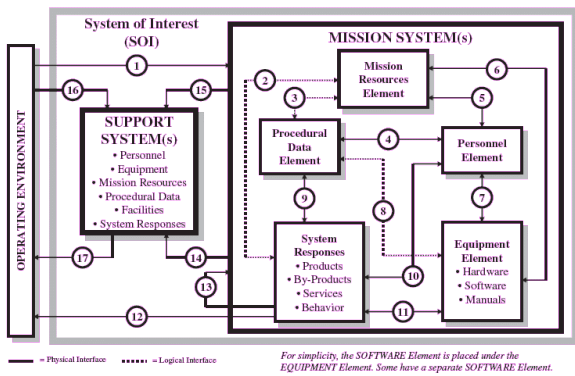 System of Interest
(SOI)
MISSION SYSTEM(s)
1
16
15
2
3
6
5
Mission
Resources
Element
OPERATING ENVIRONMENT
SUPPORT
SYSTEM(s)
• Personnel
• Equipment
• Mission Resources
• Procedural Data
• Facilities
• System Responses
Procedural
Data
Element
4
Personnel
Element
9
8
7
17
14
13
12
System
Responses
• Products
• By-Products
• Services
• Behavior
10
11
Equipment
Element
• Hardware
• Software
• Manuals
= Physical Interface
= Logical Interface
For simplicity, the SOFTWARE Element is placed under the
EQUIPMENT Element. Some have a separate SOFTWARE Element.